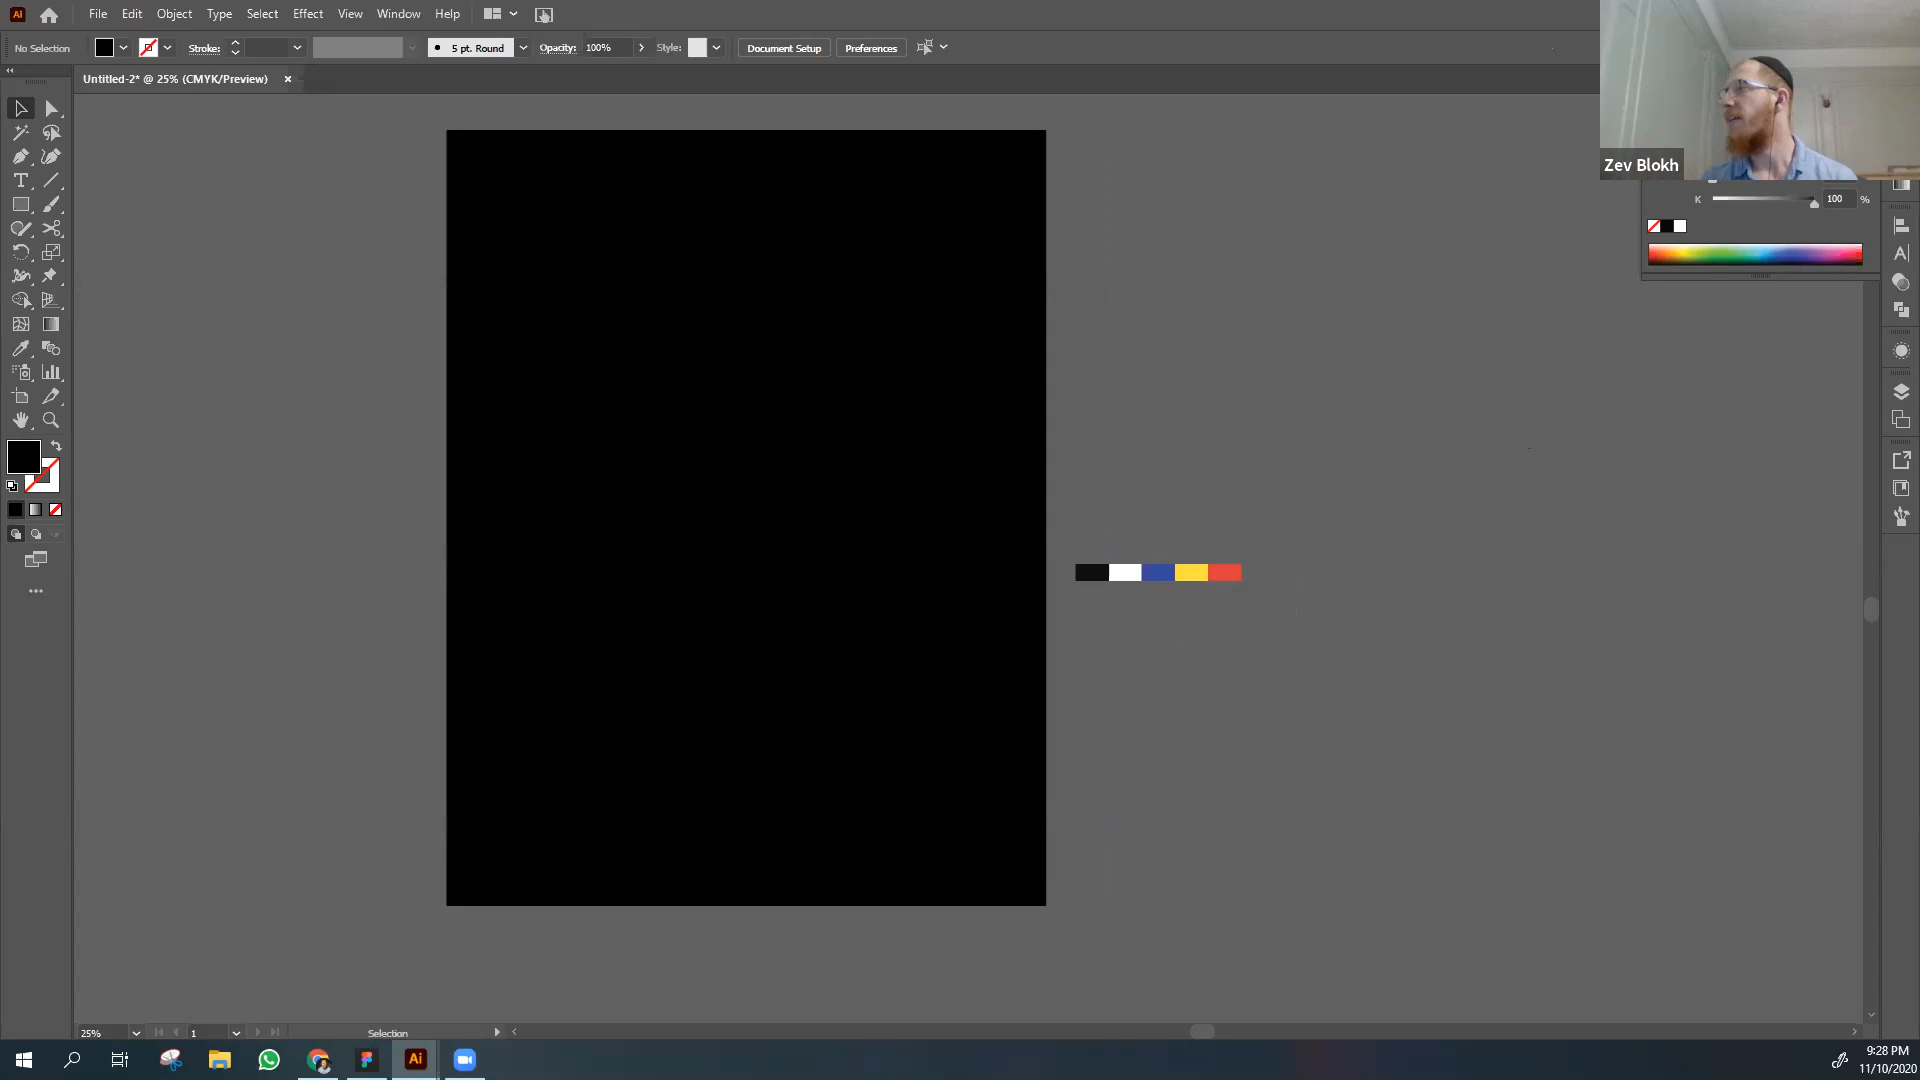 Ai File Edit Object Type Select Effect View Window Help
No Selection Stroke: 5 pt. Round Opacity: 100% Style: Document Setup Preferences
Untitled-2* @ 25% (CMYK/Preview) ×
Zev Blokh
K 100 %
25% 1 Selection
Ai
9:28 PM
11/10/2020